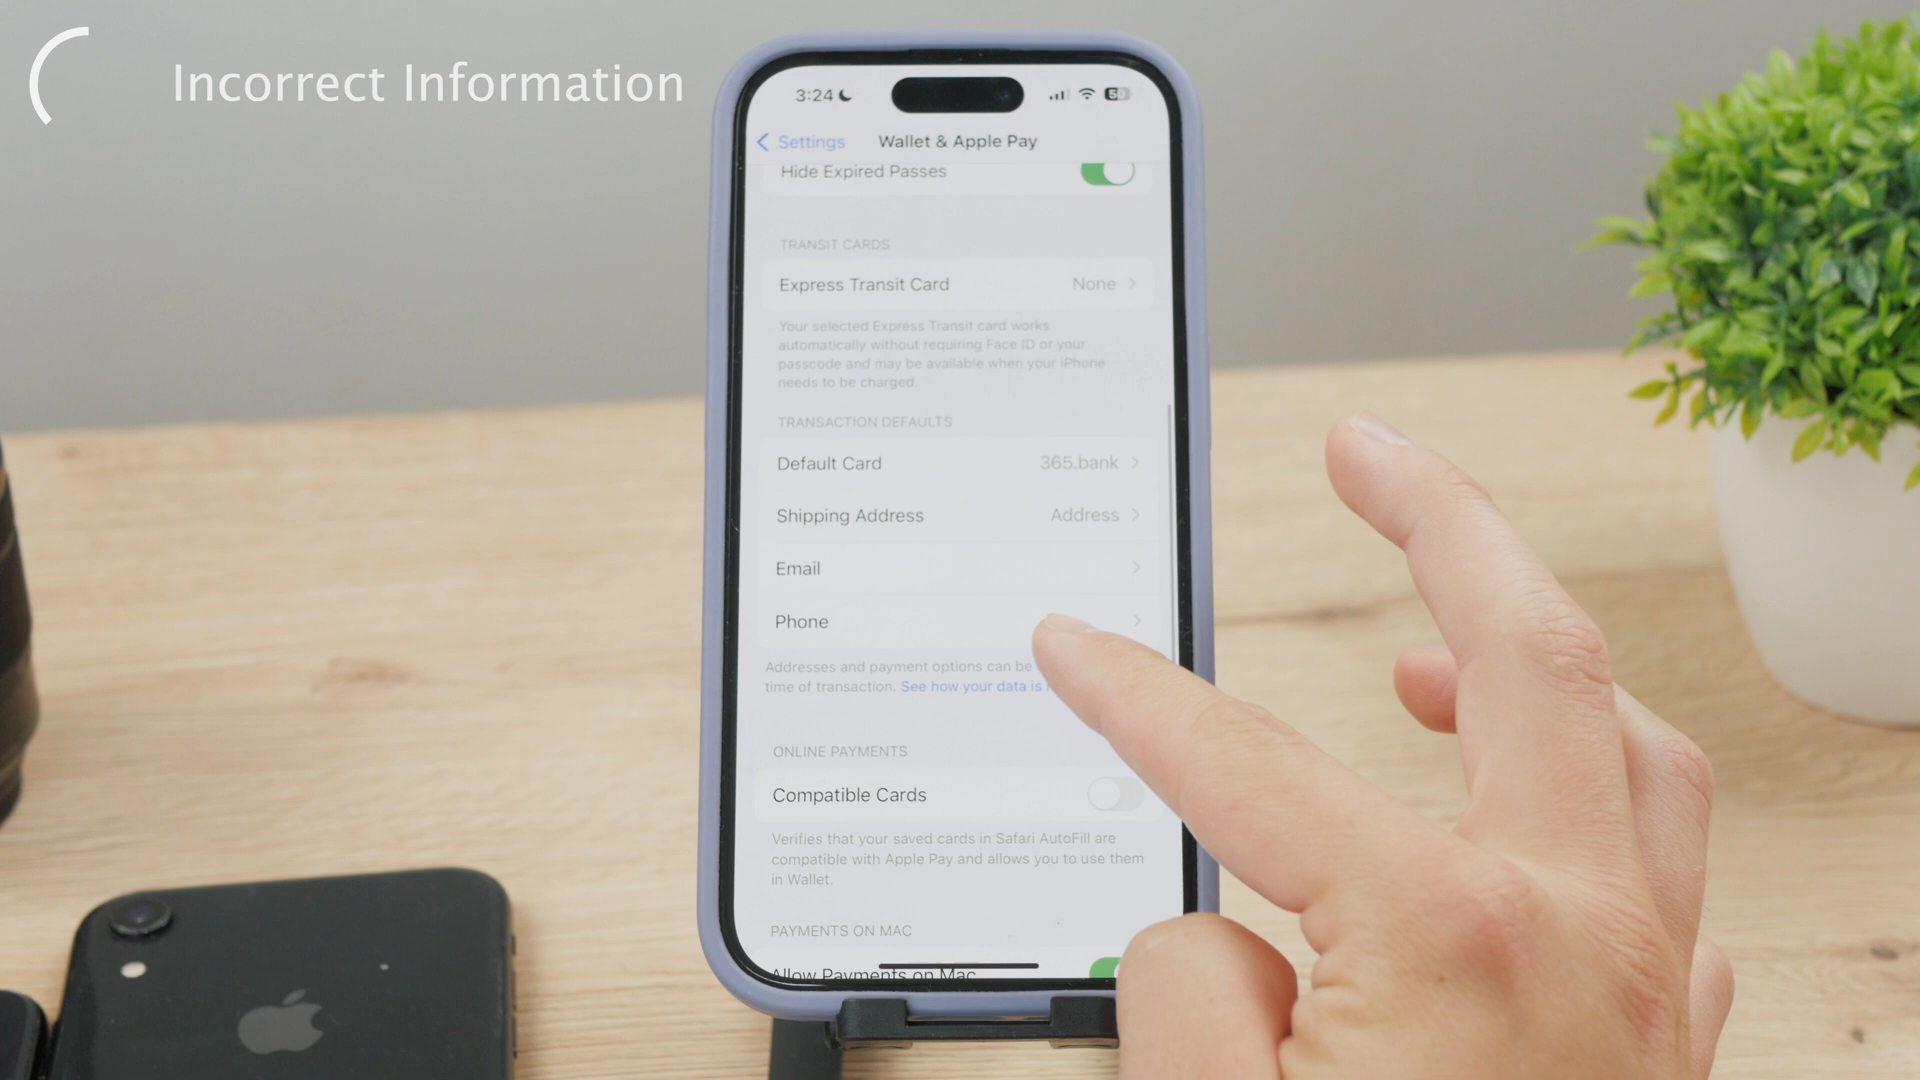 Incorrect Information
3:24
50
Settings
Wallet & Apple Pay
Hide Expired Passes
TRANSIT CARDS
Express Transit Card
None
Your selected Express Transit card works
automatically without requiring Face ID or your
passcode and may be available when your iPhone
needs to be charged.
TRANSACTION DEFAULTS
Default Card
365.bank
Shipping Address
Address
Email
Phone
Addresses and payment options can be
time of transaction. See how your data is
ONLINE PAYMENTS
Compatible Cards
Verifies that your saved cards in Safari AutoFill are
compatible with Apple Pay and allows you to use them
in Wallet.
PAYMENTS ON MAC
Allow Payments on Mac